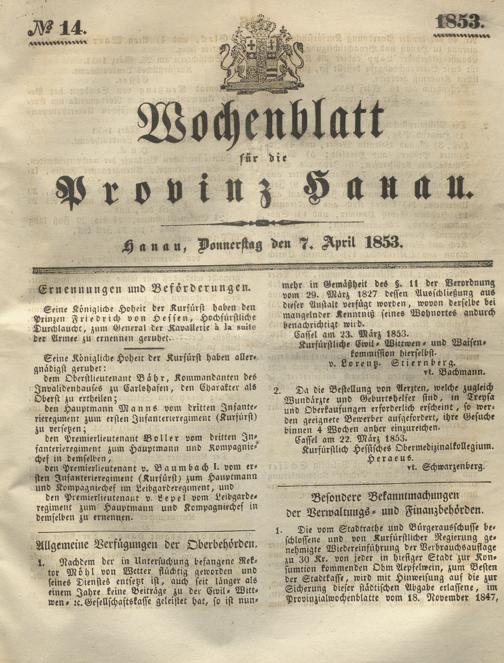 № 14.
1853.
Wochenblatt
für die
Provinz Hanau.
Hanau, Donnerstag den 7. April 1853.
Ernennungen und Beförderungen.
Seine Königliche Hoheit der Kurfürst haben den
Prinzen Friedrich von Hessen, Hochfürstliche
Durchlaucht, zum General der Kavallerie à la suite
der Armee zu ernennen geruhet.
Seine Königliche Hoheit der Kurfürst haben aller-
gnädigst geruhet:
dem Oberstlieutenant Bähr, Kommandanten des
Invalidenhauses zu Carlshafen, den Charakter als
Oberst zu ertheilen;
den Hauptmann Manns vom dritten Infante-
rieregiment zum ersten Infanterieregiment (Kurfürst)
zu versetzen;
den Premierlieutenant Boller vom dritten In-
fanterieregiment zum Hauptmann und Kompagnie-
chef in demselben;
den Premierlieutenant v. Baumbach I. vom er-
sten Infanterieregiment (Kurfürst) zum Hauptmann
und Kompagniechef im Leibgarderegiment, und
den Premierlieutenant v. Lepel vom Leibgarde-
regiment zum Hauptmann und Kompagniechef in
demselben zu ernennen.
Allgemeine Verfügungen der Oberbehörden.
1. Nachdem der in Untersuchung befangene Rek-
tor Möhl von Wetter flüchtig geworden und
seines Dienstes entsetzt ist, auch seit länger als
einem Jahre keine Beiträge zu der Civil- Witt-
wen- ꝛc. Gesellschaftskasse geleistet hat, so ist nun-
mehr in Gemäßheit des §. 11 der Verordnung
vom 29. März 1827 dessen Ausschließung aus
dieser Anstalt verfügt worden, wovon derselbe bei
mangelnder Kenntniß seines Wohnortes andurch
benachrichtigt wird.
Cassel am 23. März 1853.
Kurfürstliche Civil- Wittwen- und Waisen-
kommission hierselbst.
v. Lorentz. Stiernberg.
vt. Bachmann.
2. Da die Bestellung von Aerzten, welche zugleich
Wundärzte und Geburtshelfer sind, in Treysa
und Oberkaufungen erforderlich erscheint, so wer-
den geeignete Bewerber aufgefordert, ihre Gesuche
binnen 4 Wochen anher einzureichen.
Cassel am 22. März 1853.
Kurfürstlich Hessisches Obermedizinalkollegium.
Heraeus.
vt. Schwarzenberg.
Besondere Bekanntmachungen
der Verwaltungs- und Finanzbehörden.
1. Die vom Stadtrathe und Bürgerausschusse be-
schlossene und von Kurfürstlicher Regierung ge-
nehmigte Wiedereinführung der Verbrauchsauflage
zu 30 Kr. von jeder in hiesiger Stadt zur Kon-
sumtion kommenden Ohm Aepfelwein, zum Besten
der Stadtkasse, wird mit Hinweisung auf die zur
Sicherung dieser städtischen Abgabe erlassene, im
Provinzialwochenblatte vom 18. November 1847,